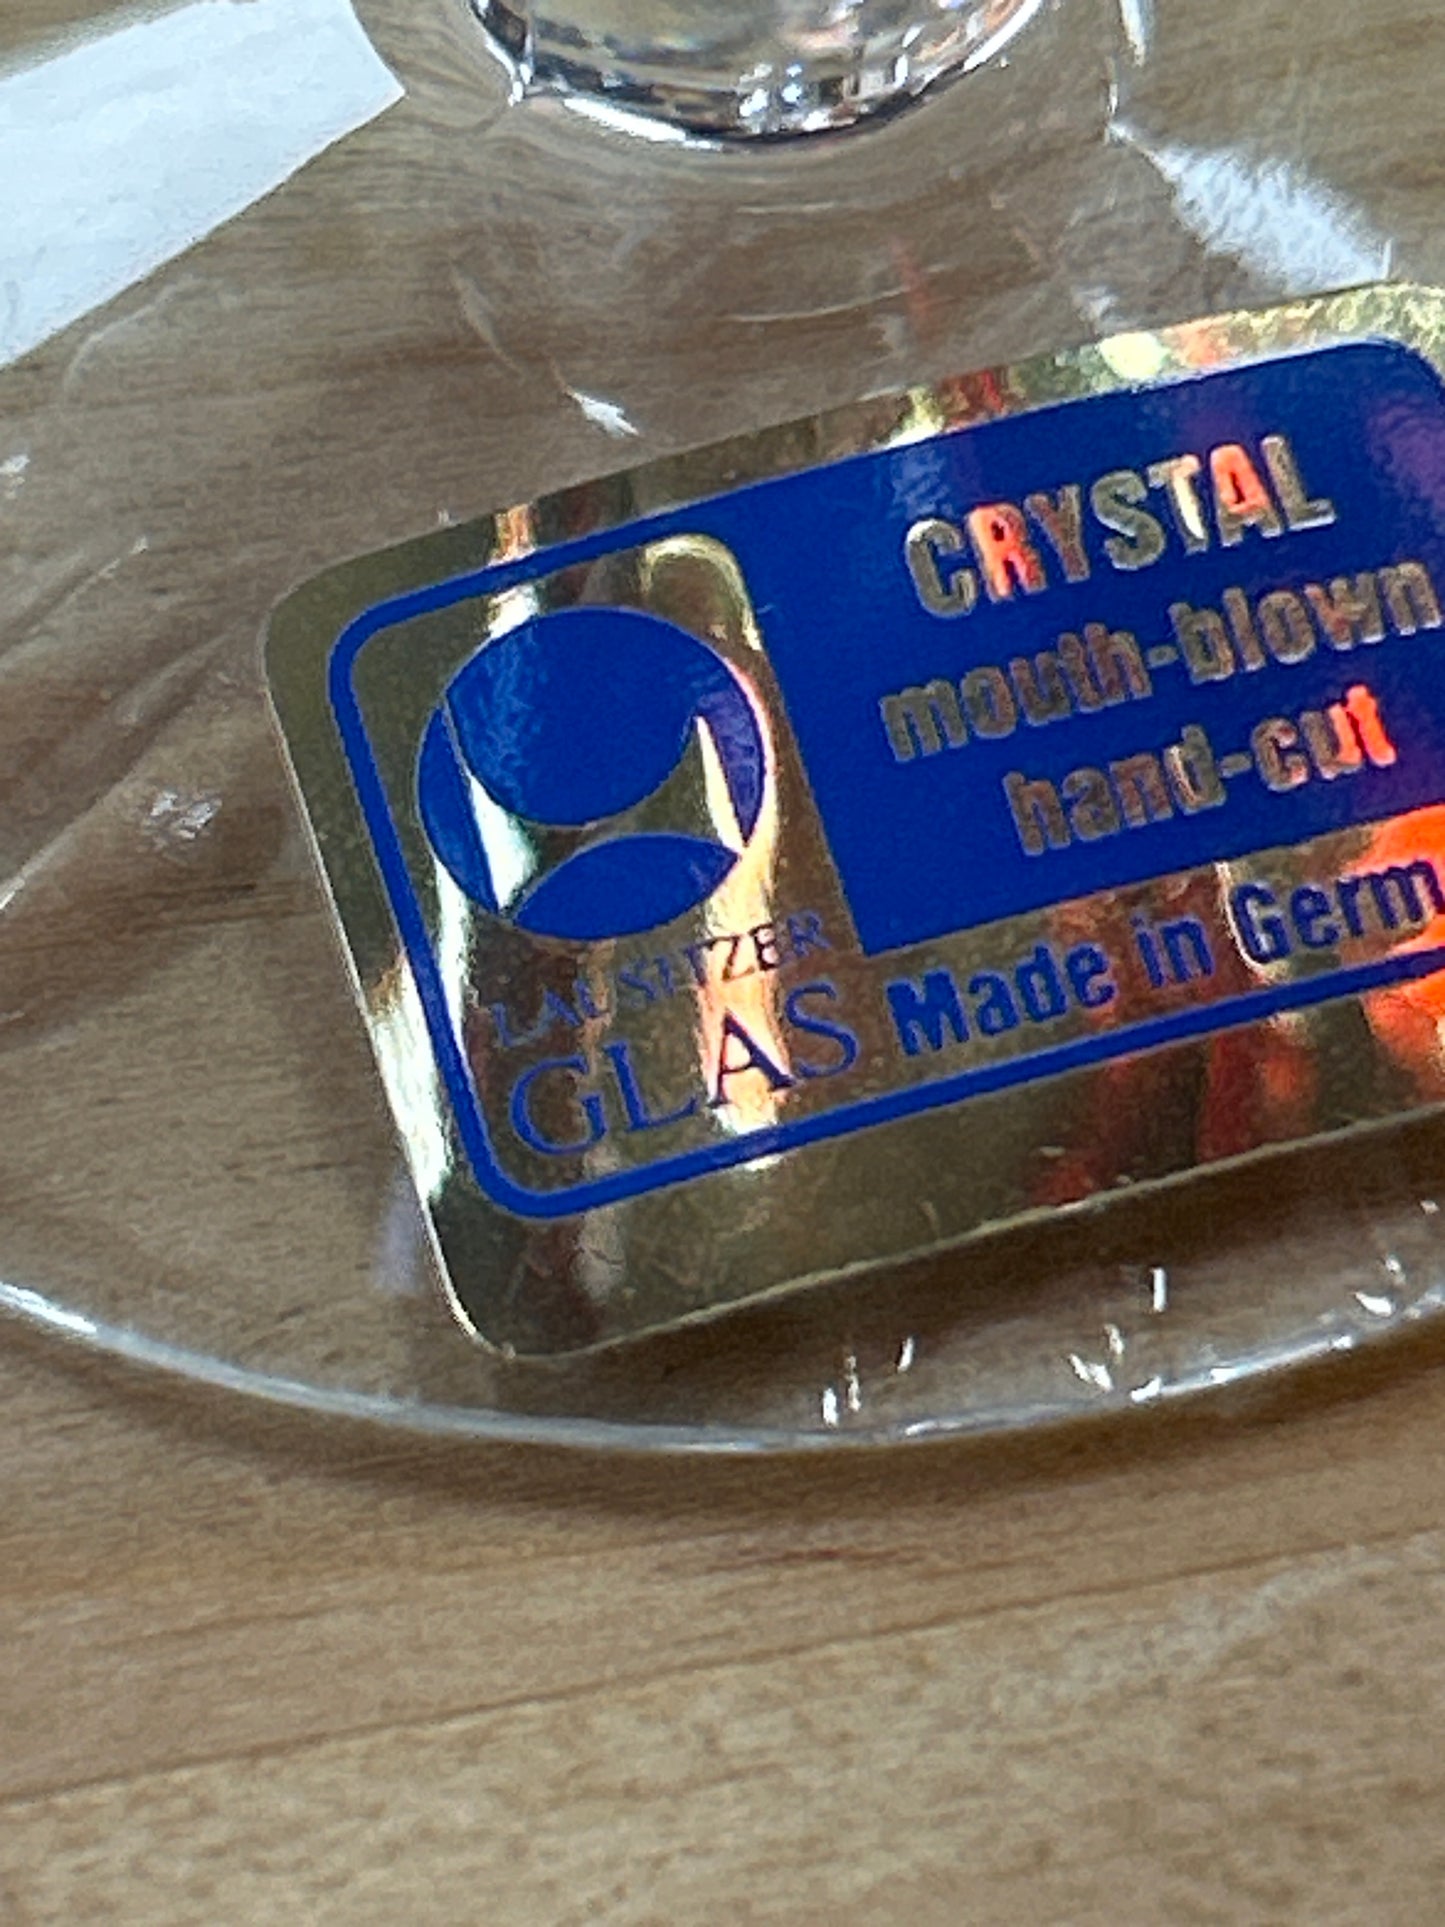 CRYSTAL
mouth-blown
hand-cut
LAUSITZER
GLAS
Made in Germ